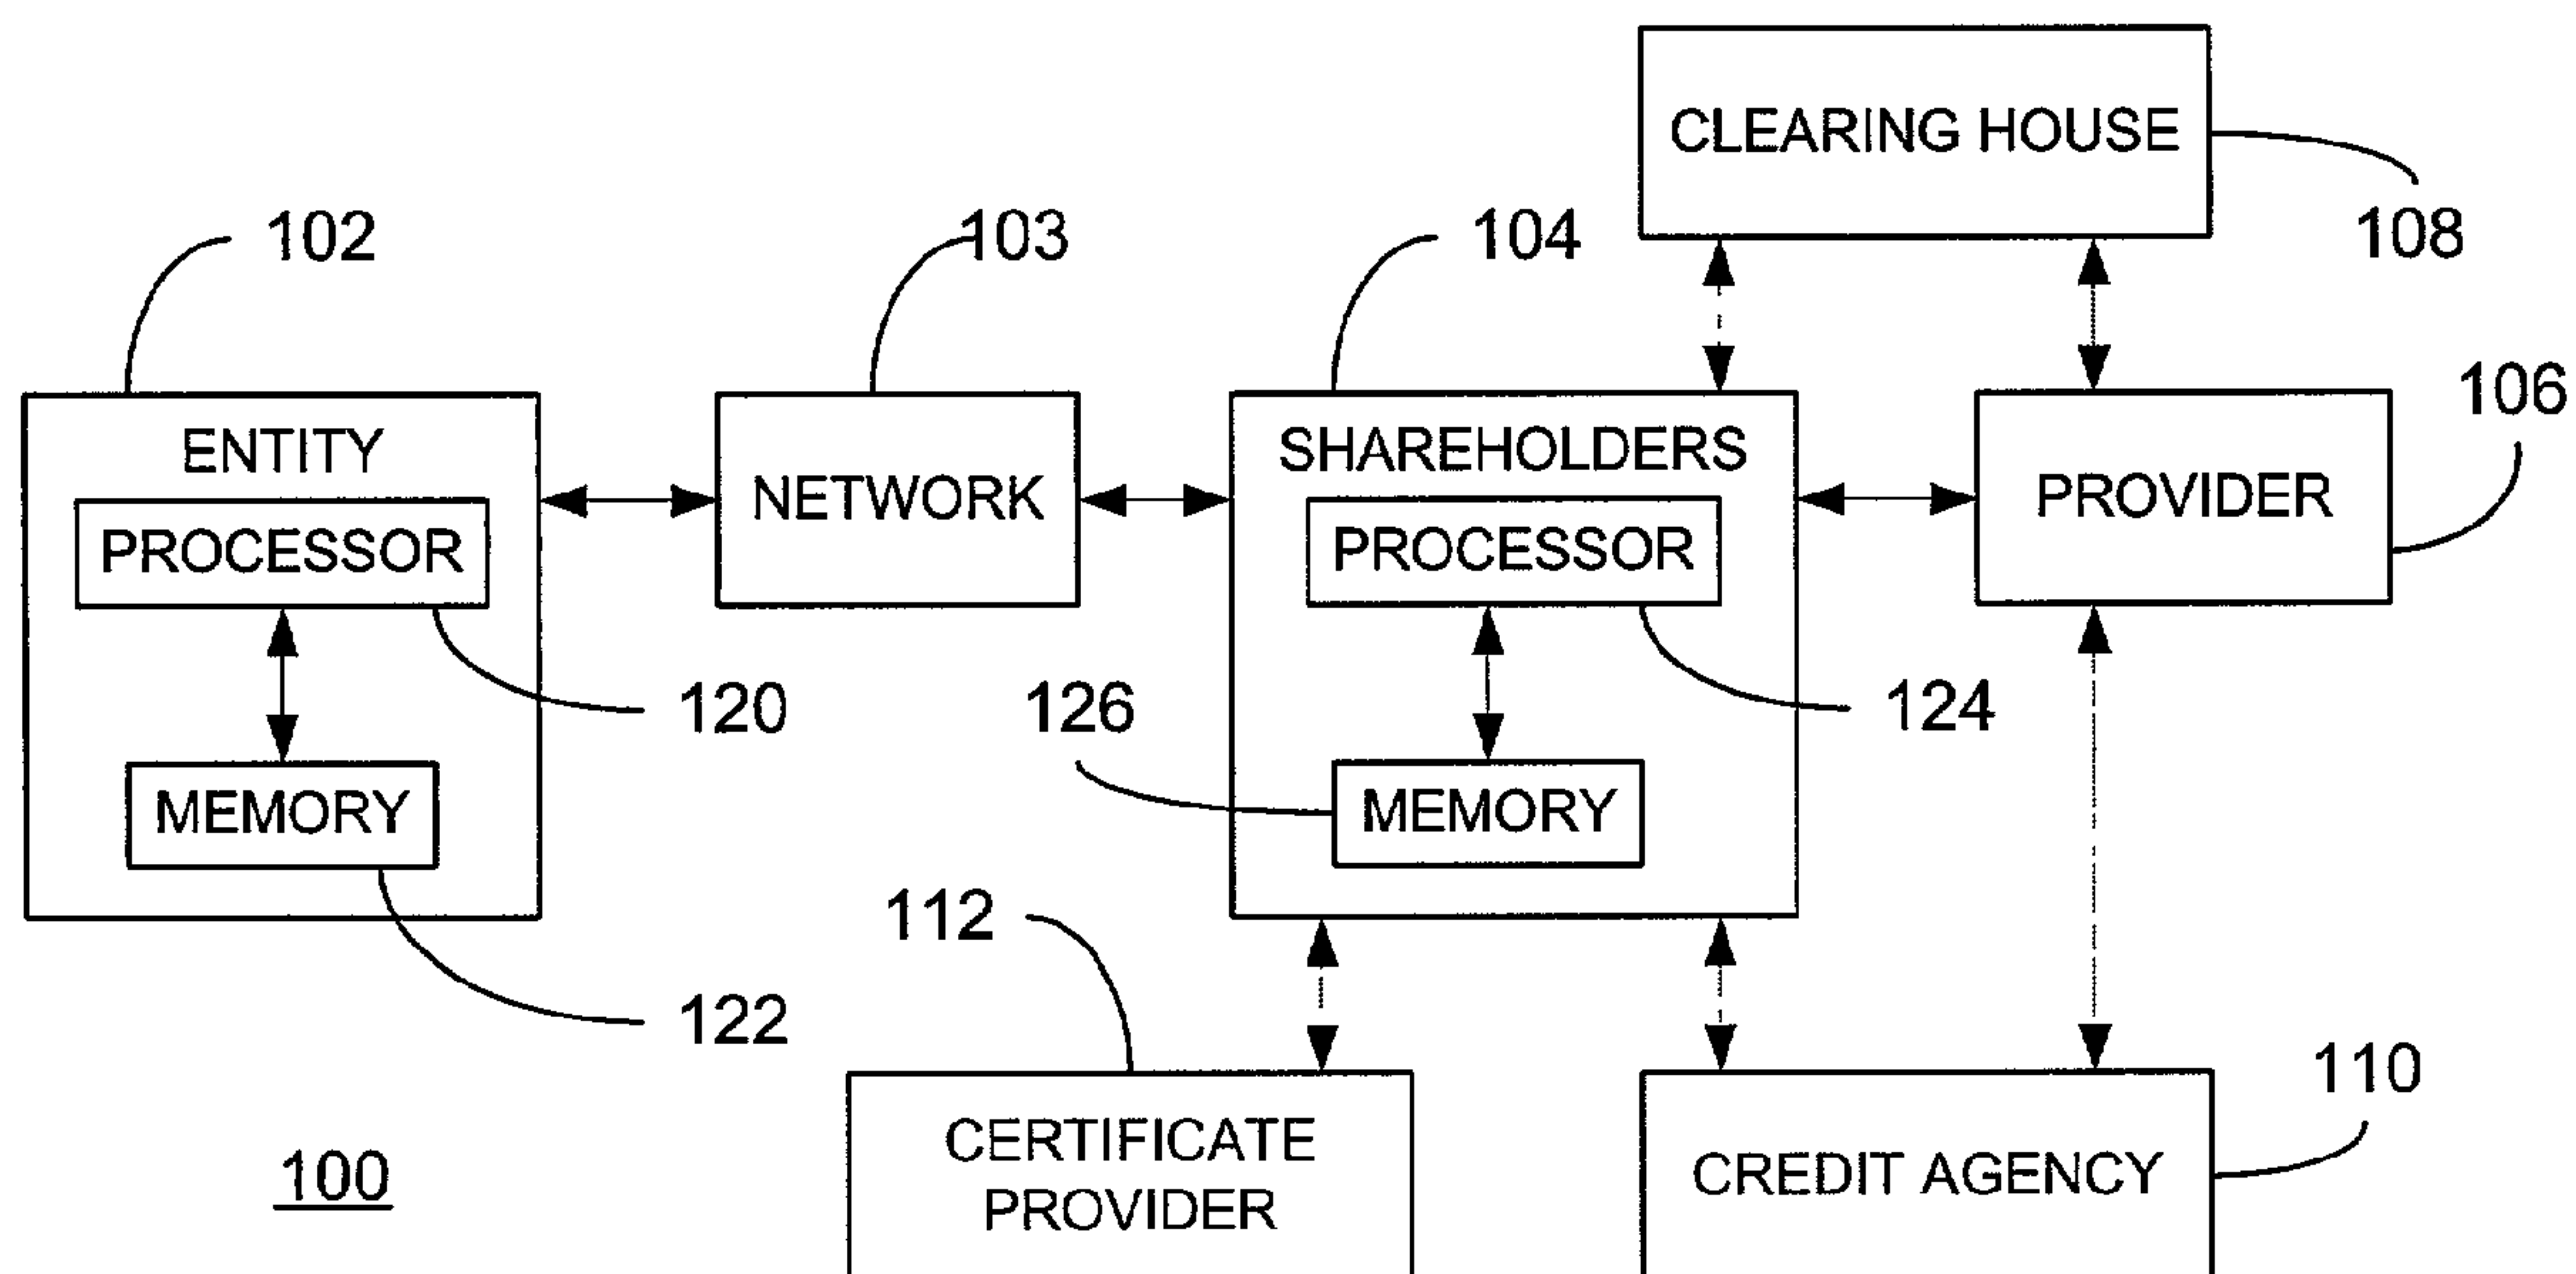 CLEARING HOUSE
108
102
103
104
106
ENTITY
PROCESSOR
MEMORY
120
122
NETWORK
SHAREHOLDERS
PROCESSOR
MEMORY
126
124
PROVIDER
112
CERTIFICATE
PROVIDER
CREDIT AGENCY
110
100